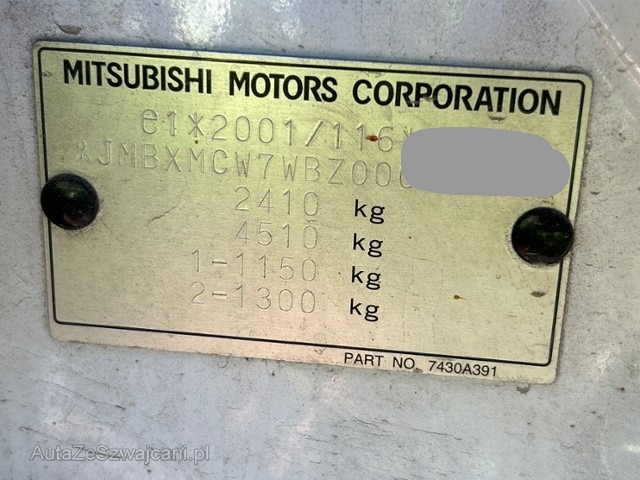 MITSUBISHI MOTORS CORPORATION
e1*2001/116*
*JMBXMCW7WBZ00
2410 kg
4510 kg
1-1150 kg
2-1300 kg
PART NO. 7430A391
AutaZeSzwajcarii.pl